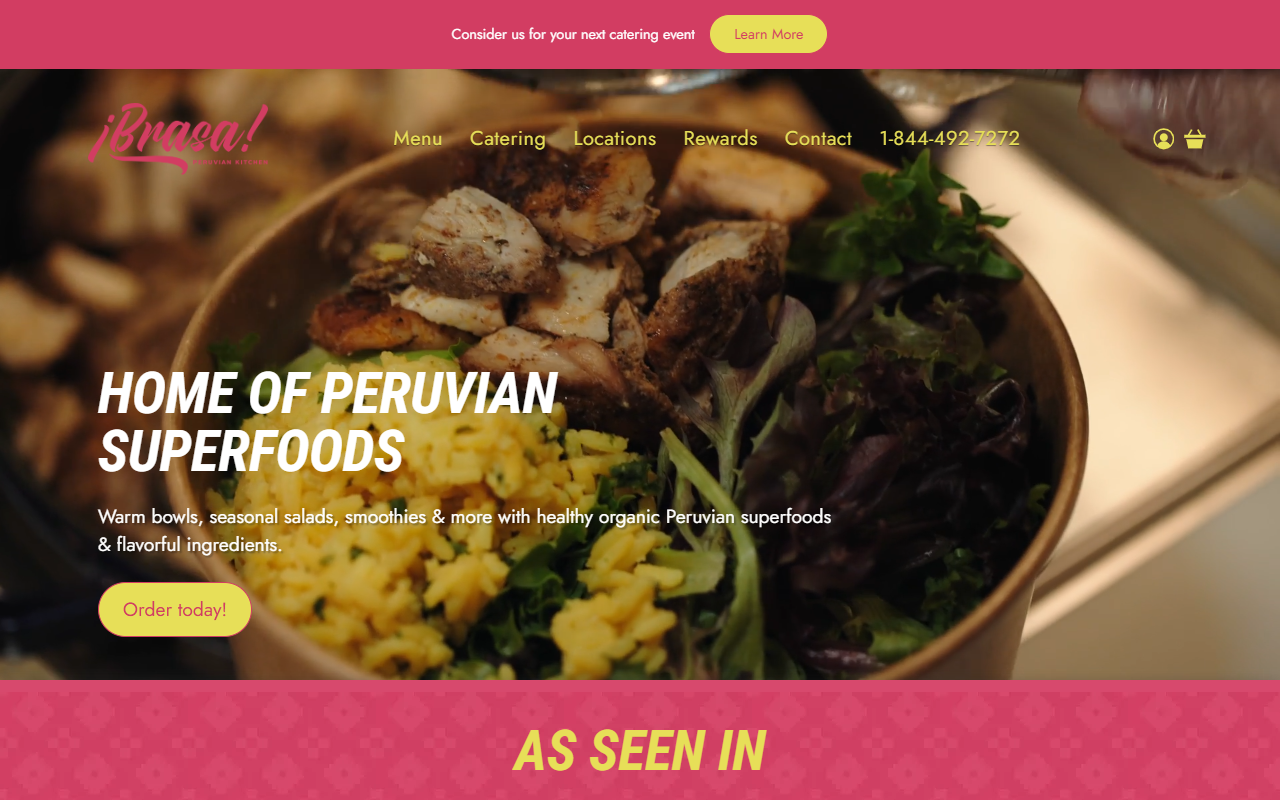 Consider us for your next catering event
Learn More
¡Brasa!
PERUVIAN KITCHEN
Menu
Catering
Locations
Rewards
Contact
1-844-492-7272
HOME OF PERUVIAN
SUPERFOODS
Warm bowls, seasonal salads, smoothies & more with healthy organic Peruvian superfoods
& flavorful ingredients.
Order today!
AS SEEN IN